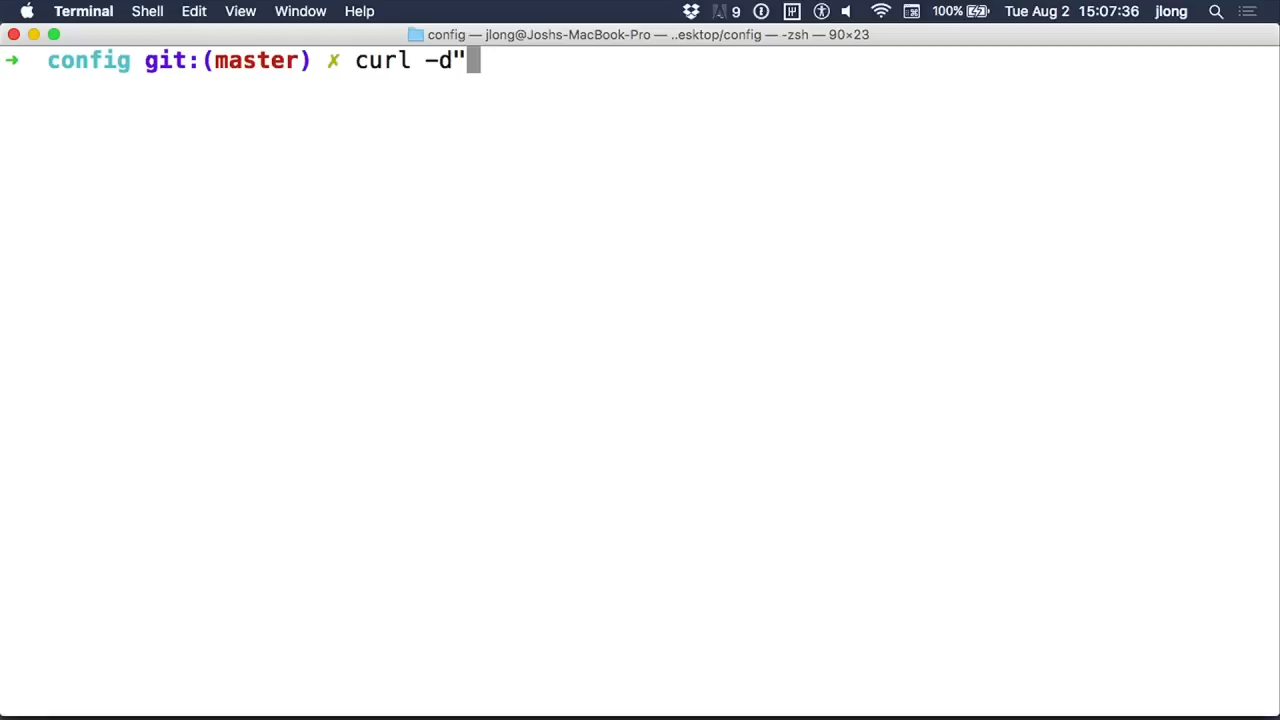 Terminal Shell Edit View Window Help 9 100% Tue Aug 2 15:07:36 jlong
config — jlong@Joshs-MacBook-Pro — ..esktop/config — -zsh — 90×23
➜ config git:(master) ✗ curl -d"